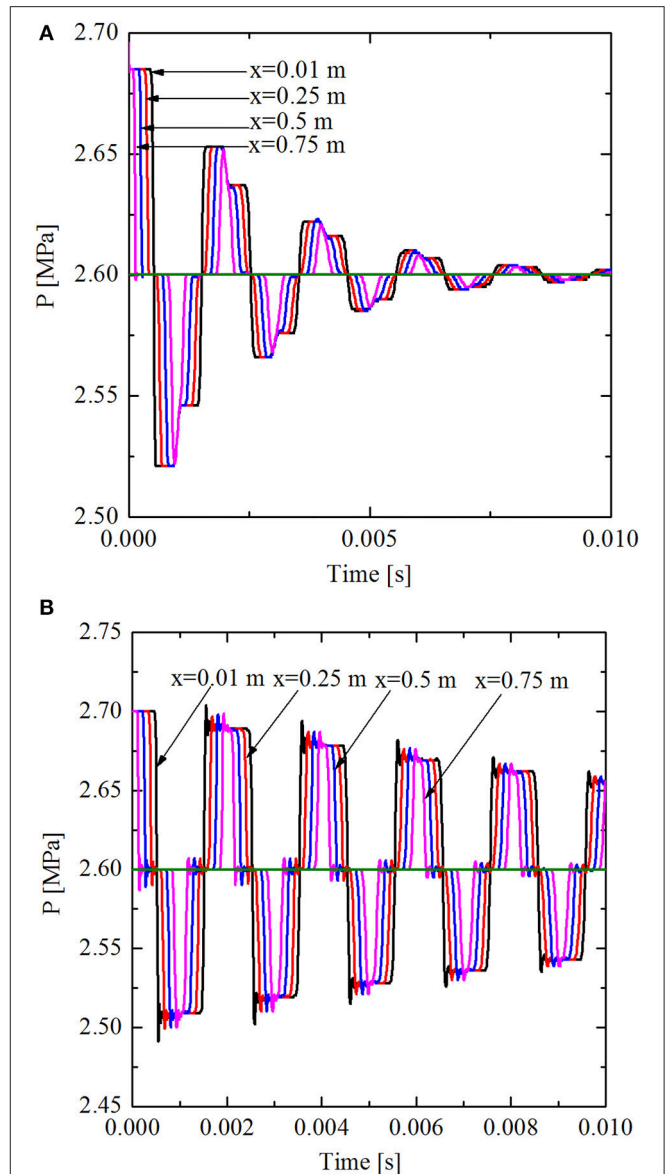 A
2.70
x=0.01 m
x=0.25 m
x=0.5 m
x=0.75 m
2.65
P [MPa]
2.60
2.55
2.50
0.000 0.005 0.010
Time [s]
B
2.75
x=0.01 m x=0.25 m x=0.5 m x=0.75 m
2.70
2.65
P [MPa]
2.60
2.55
2.50
2.45
0.000 0.002 0.004 0.006 0.008 0.010
Time [s]